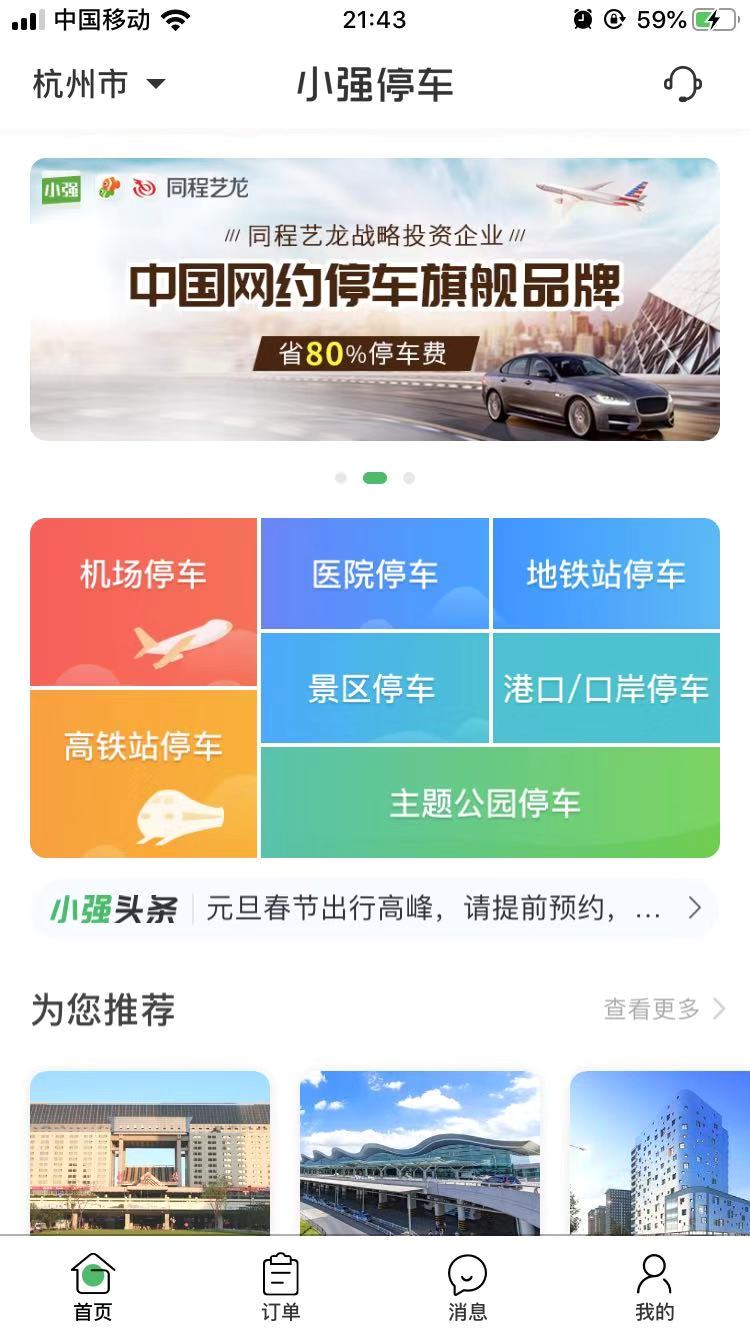 中国移动 21:43 59%
杭州市 小强停车
小强 同程艺龙
同程艺龙战略投资企业
中国网约停车旗舰品牌
省80%停车费
机场停车
医院停车
地铁站停车
景区停车
港口/口岸停车
高铁站停车
主题公园停车
小强头条 元旦春节出行高峰，请提前预约，...
为您推荐 查看更多
首页 订单 消息 我的